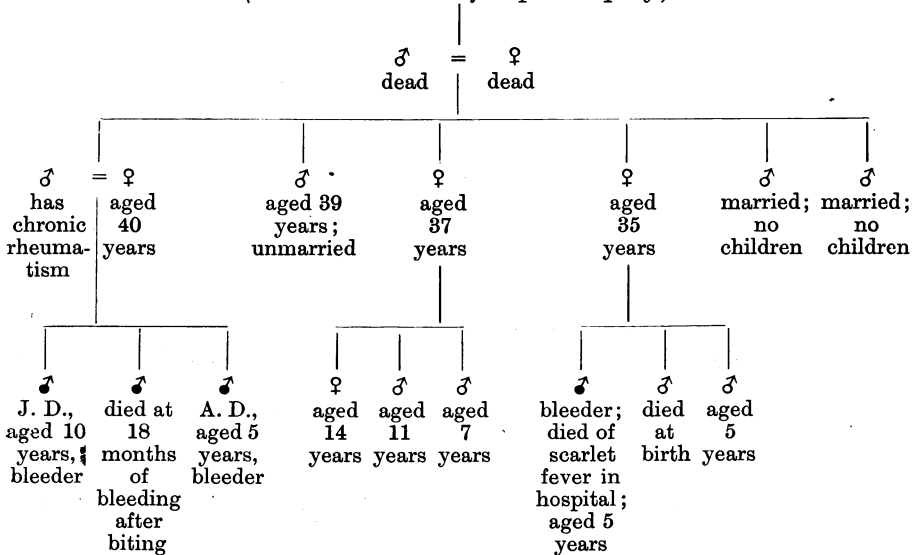 ♂ = ♀
dead dead
♂
has
chronic
rheuma-
tism
=
♀
aged
40
years
♂
aged 39
years;
unmarried
♀
aged
37
years
♀
aged
35
years
♂
married;
no
children
♂
married;
no
children
♂
J. D.,
aged 10
years,
bleeder
♂
died at
18
months
of
bleeding
after
biting
♂
A. D.,
aged 5
years,
bleeder
♀
aged
14
years
♂
aged
11
years
♂
aged
7
years
♂
bleeder;
died of
scarlet
fever in
hospital;
aged 5
years
♂
died
at
birth
♂
aged
5
years